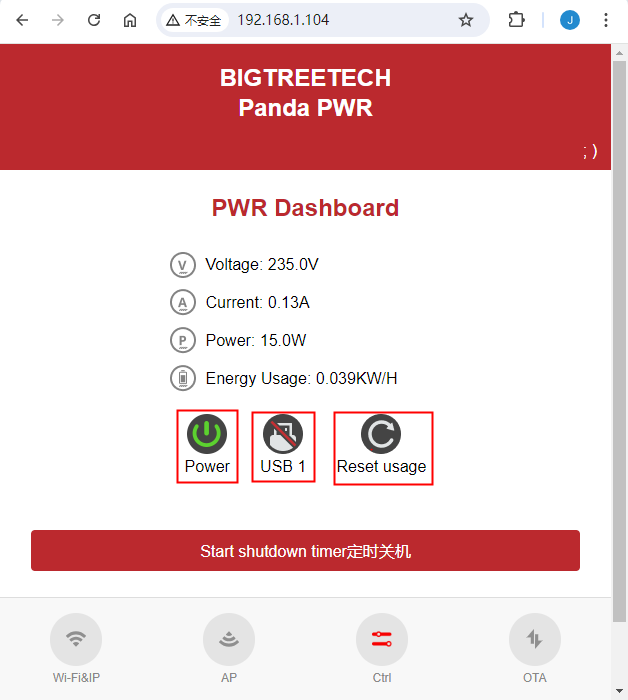 不安全 192.168.1.104 J
BIGTREETECH
Panda PWR
; )
PWR Dashboard
V Voltage: 235.0V
A Current: 0.13A
P Power: 15.0W
Energy Usage: 0.039KW/H
Power USB 1 Reset usage
Start shutdown timer定时关机
Wi-Fi&IP AP Ctrl OTA